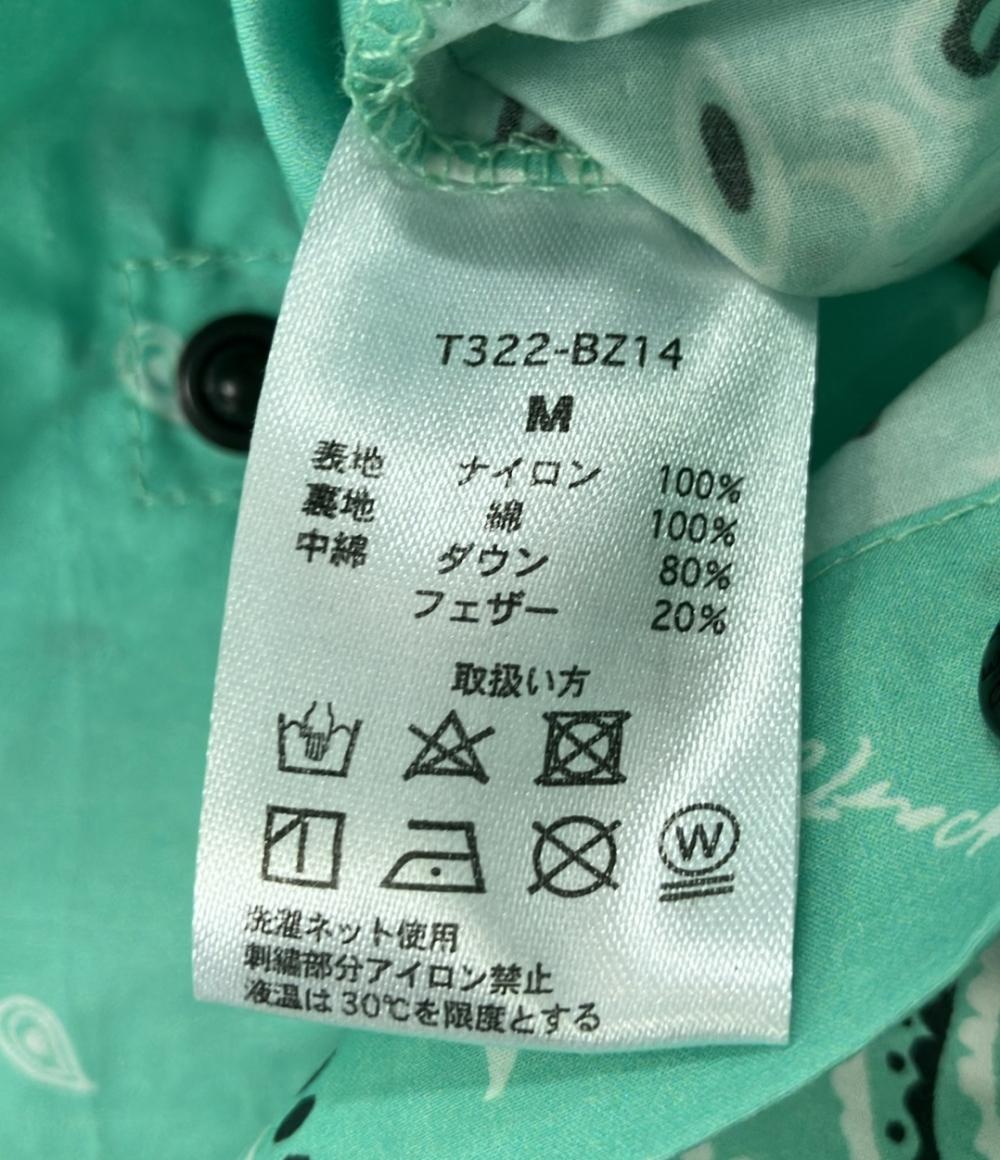 T322-BZ14
M
表地 ナイロン 100%
裏地 綿 100%
中綿 ダウン 80%
フェザー 20%
取扱い方
W
洗濯ネット使用
刺繍部分アイロン禁止
液温は 30℃を限度とする